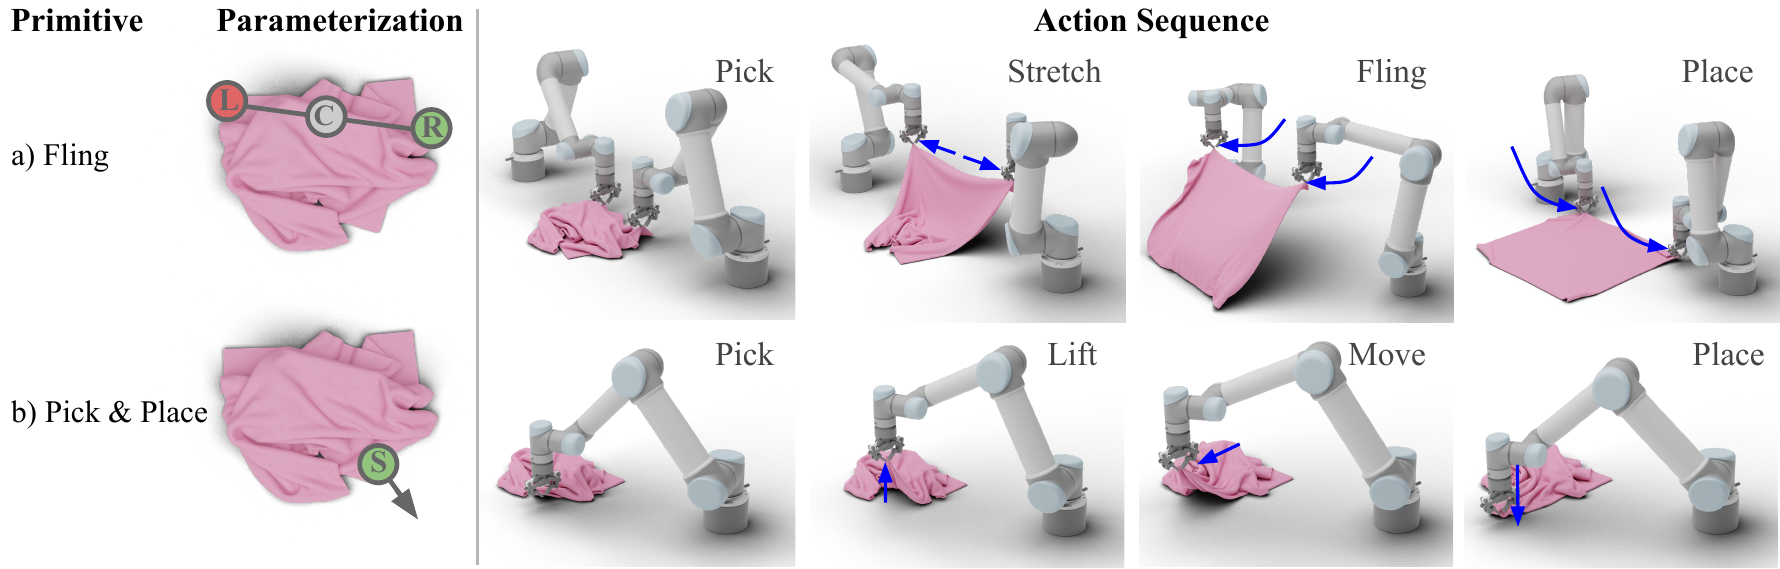 Primitive Parameterization Action Sequence
a) Fling L C R Pick Stretch Fling Place
b) Pick & Place S Pick Lift Move Place